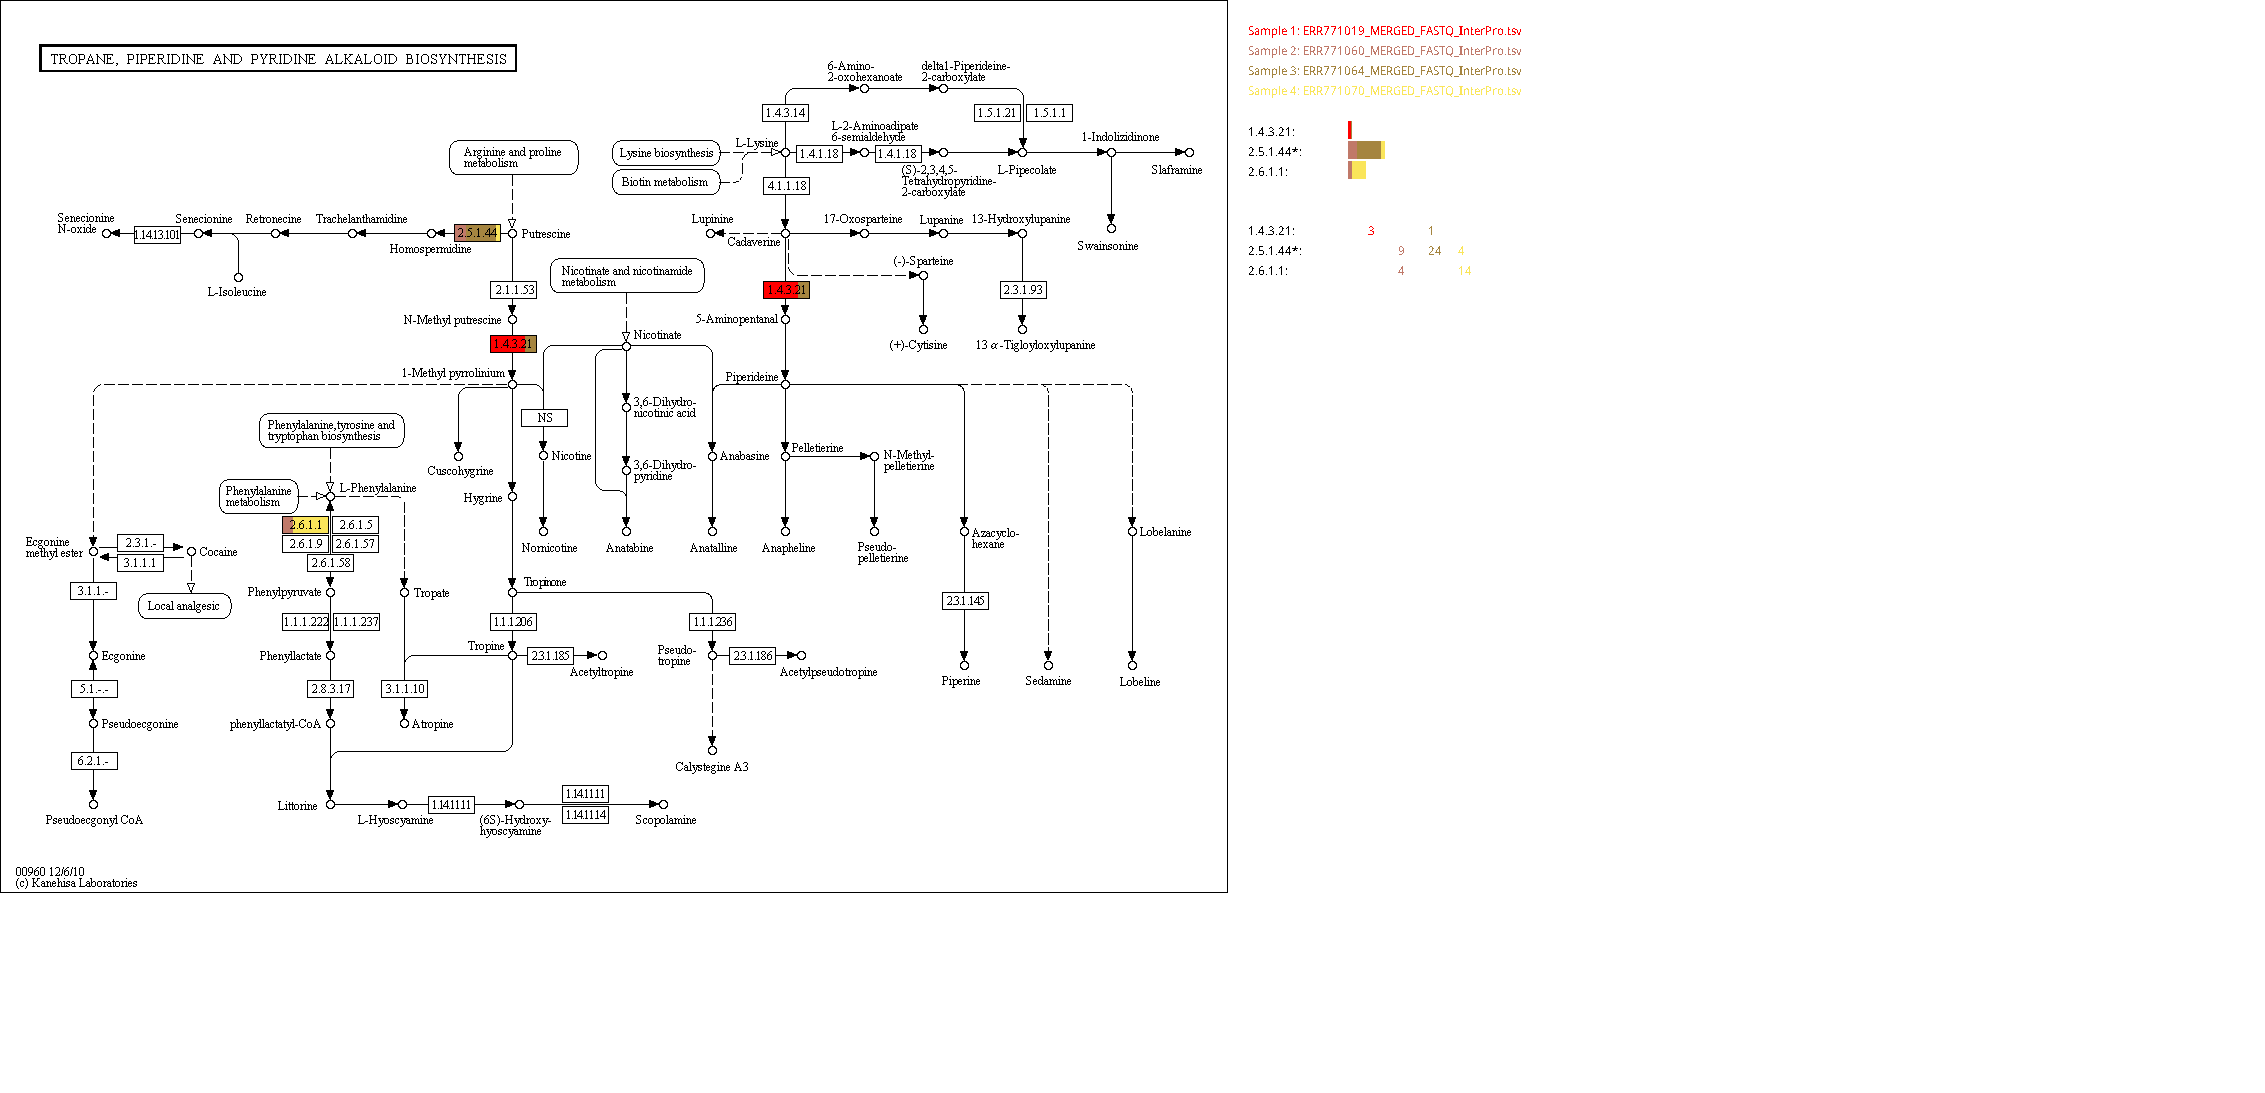 TROPANE, PIPERIDINE AND PYRIDINE ALKALOID BIOSYNTHESIS
6-Amino-
2-oxohexanoate
delta1-Piperideine-
2-carboxylate
1.4.3.14
1.5.1.21
1.5.1.1
L-2-Aminoadipate
6-semialdehyde
1-Indolizidinone
Arginine and proline
metabolism
Lysine biosynthesis
L-Lysine
1.4.1.18
1.4.1.18
(S)-2,3,4,5-
Tetrahydropyridine-
2-carboxylate
L-Pipecolate
Slaframine
Biotin metabolism
4.1.1.18
Senecionine
N-oxide
1.14.13.101
Senecionine
Retronecine
Trachelanthamidine
Homospermidine
2.5.1.44
Putrescine
Lupinine
Cadaverine
17-Oxosparteine
Lupanine
13-Hydroxylupanine
Swainsonine
L-Isoleucine
Nicotinate and nicotinamide
metabolism
(-)-Sparteine
2.1.1.53
1.4.3.21
2.3.1.93
N-Methyl putrescine
5-Aminopentanal
1.4.3.21
Nicotinate
(+)-Cytisine
13 α-Tigloyloxylupanine
1-Methyl pyrrolinium
Piperideine
NS
3,6-Dihydro-
nicotinic acid
Phenylalanine,tyrosine and
tryptophan biosynthesis
Cuscohygrine
Nicotine
3,6-Dihydro-
pyridine
Anabasine
Pelletierine
N-Methyl-
pelletierine
Phenylalanine
metabolism
L-Phenylalanine
Hygrine
2.6.1.1
2.6.1.5
2.6.1.9
2.6.1.57
2.6.1.58
Nornicotine
Anatabine
Anatalline
Anapheline
Pseudo-
pelletierine
Azacyclo-
hexane
Lobelanine
Ecgonine
methyl ester
2.3.1.-
3.1.1.1
Cocaine
3.1.1.-
Local analgesic
Phenylpyruvate
Tropate
Tropinone
2.3.1.145
1.1.1.222
1.1.1.237
1.1.1.206
1.1.1.236
Ecgonine
Phenyllactate
Tropine
2.3.1.185
Acetyltropine
Pseudo-
tropine
2.3.1.186
Acetylpseudotropine
Piperine
Sedamine
Lobeline
5.1.-.-
2.8.3.17
3.1.1.10
Pseudoecgonine
phenyllactatyl-CoA
Atropine
6.2.1.-
Calystegine A3
Pseudoecgonyl CoA
Littorine
L-Hyoscyamine
1.14.11.11
(6S)-Hydroxy-
hyoscyamine
1.14.11.11
1.14.11.14
Scopolamine
00960 12/6/10
(c) Kanehisa Laboratories
Sample 1: ERR771019_MERGED_FASTQ_InterPro.tsv
Sample 2: ERR771060_MERGED_FASTQ_InterPro.tsv
Sample 3: ERR771064_MERGED_FASTQ_InterPro.tsv
Sample 4: ERR771070_MERGED_FASTQ_InterPro.tsv
1.4.3.21:
2.5.1.44*:
2.6.1.1:
1.4.3.21: 3 1
2.5.1.44*: 9 24 4
2.6.1.1: 4 14